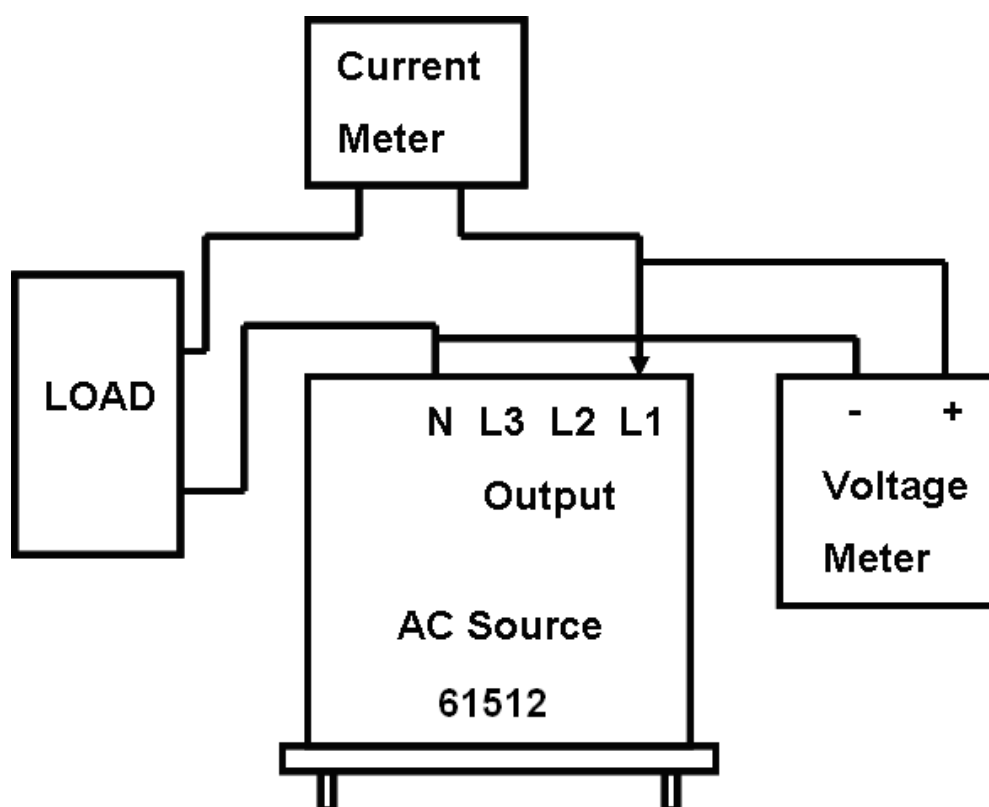 Current
Meter
LOAD
N L3 L2 L1
Output
AC Source
61512
- +
Voltage
Meter